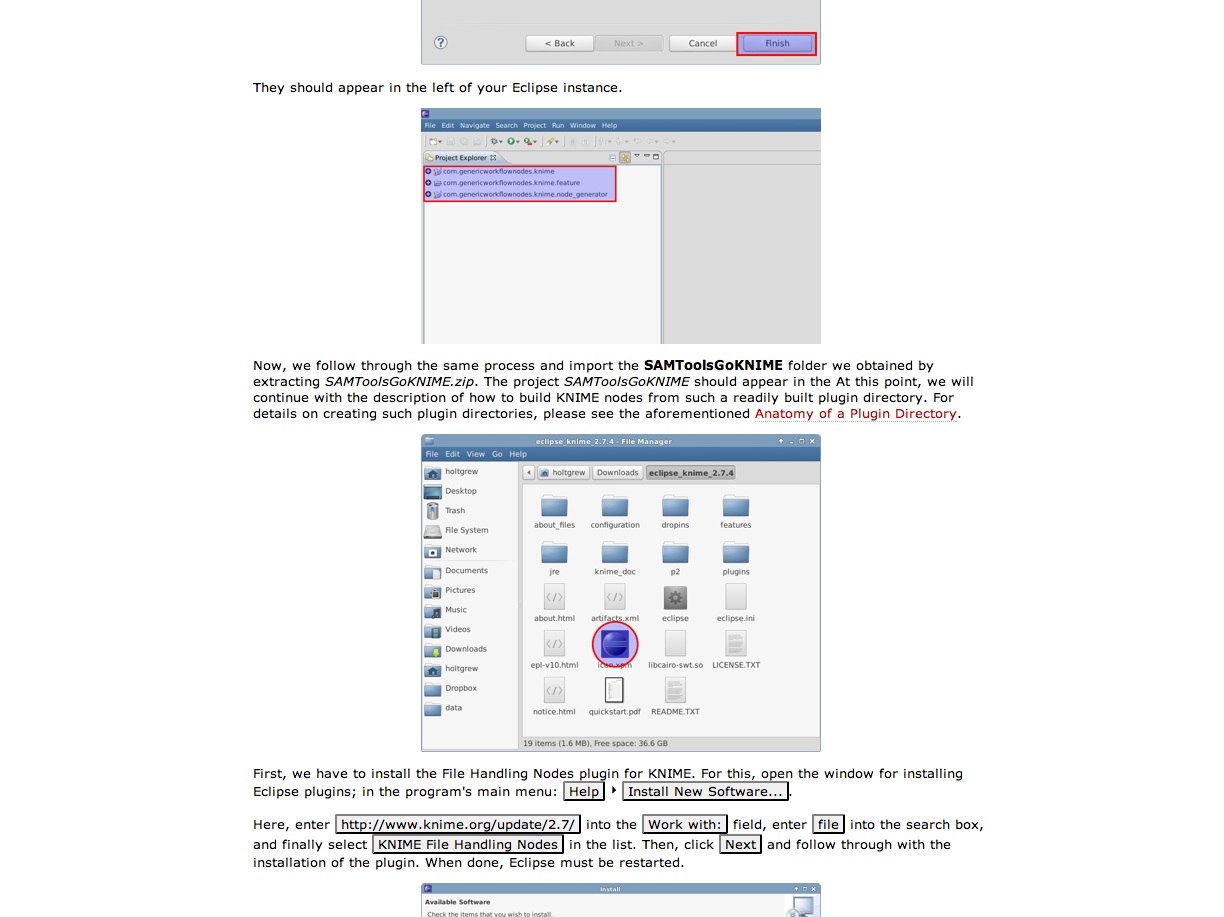 < Back Next > Cancel Finish
They should appear in the left of your Eclipse instance.
File Edit Navigate Search Project Run Window Help
Project Explorer
com.genericworkflownodes.knime
com.genericworkflownodes.knime.feature
com.genericworkflownodes.knime.node_generator
Now, we follow through the same process and import the SAMToolsGoKNIME folder we obtained by
extracting SAMToolsGoKNIME.zip. The project SAMToolsGoKNIME should appear in the At this point, we will
continue with the description of how to build KNIME nodes from such a readily built plugin directory. For
details on creating such plugin directories, please see the aforementioned Anatomy of a Plugin Directory.
eclipse_knime_2.7.4 - File Manager
File Edit View Go Help
holtgrew
Desktop
Trash
File System
Network
Documents
Pictures
Music
Videos
Downloads
holtgrew
Dropbox
data
holtgrew Downloads eclipse_knime_2.7.4
about_files configuration dropins features
jre knime_doc p2 plugins
about.html artifacts.xml eclipse eclipse.ini
epl-v10.html icon.xpm libcairo-swt.so LICENSE.TXT
notice.html quickstart.pdf README.TXT
19 items (1.6 MB), Free space: 36.6 GB
First, we have to install the File Handling Nodes plugin for KNIME. For this, open the window for installing
Eclipse plugins; in the program's main menu: Help ‣ Install New Software....
Here, enter http://www.knime.org/update/2.7/ into the Work with: field, enter file into the search box,
and finally select KNIME File Handling Nodes in the list. Then, click Next and follow through with the
installation of the plugin. When done, Eclipse must be restarted.
Install
Available Software
Check the items that you wish to install.